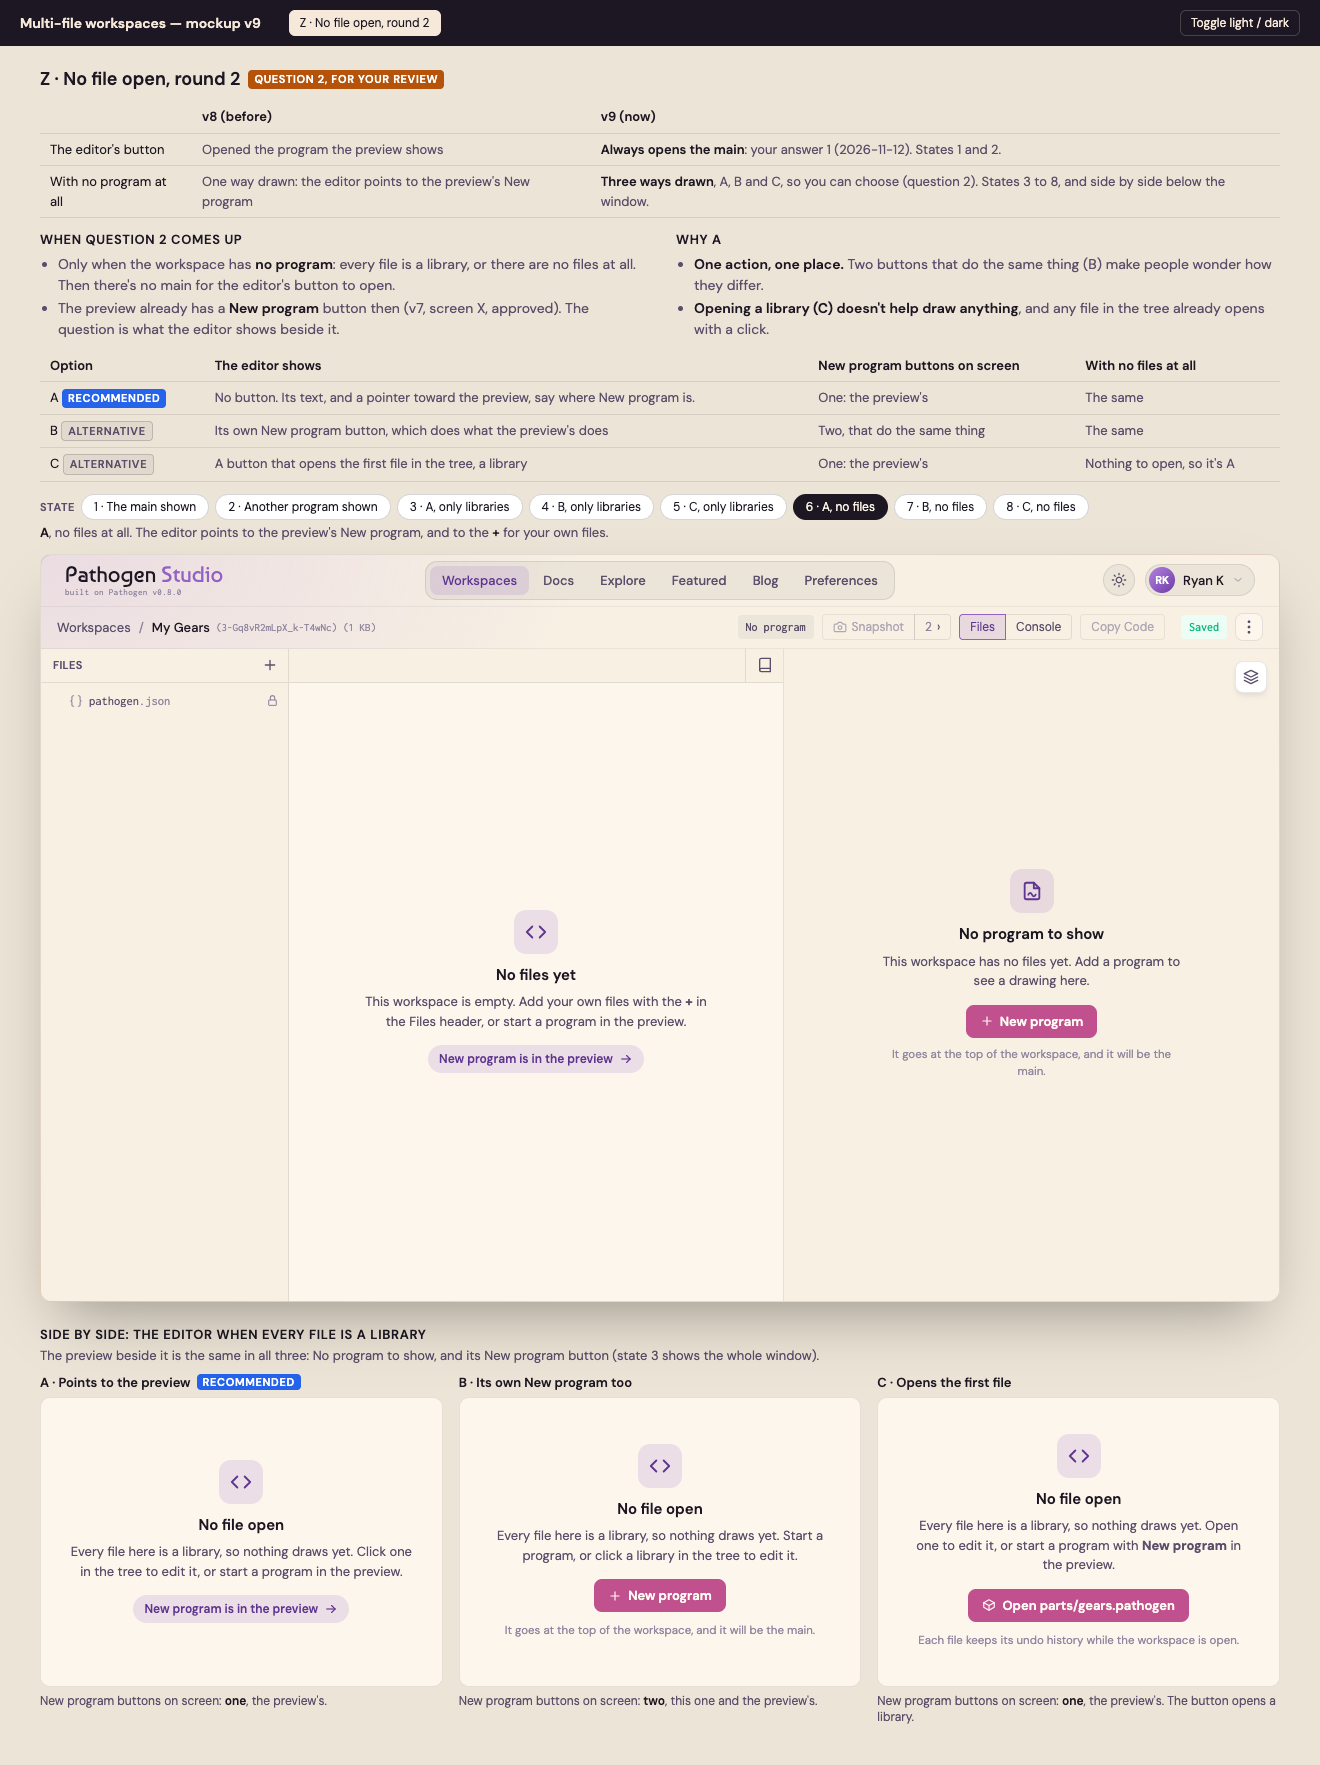 Multi-file workspaces — mockup v9
Z · No file open, round 2
Toggle light / dark
Z · No file open, round 2
QUESTION 2, FOR YOUR REVIEW
v8 (before)
v9 (now)
The editor's button
Opened the program the preview shows
Always opens the main: your answer 1 (2026-11-12). States 1 and 2.
With no program at
all
One way drawn: the editor points to the preview's New
program
Three ways drawn, A, B and C, so you can choose (question 2). States 3 to 8, and side by side below the
window.
WHEN QUESTION 2 COMES UP
Only when the workspace has no program: every file is a library, or there are no files at all.
Then there's no main for the editor's button to open.
The preview already has a New program button then (v7, screen X, approved). The
question is what the editor shows beside it.
WHY A
One action, one place. Two buttons that do the same thing (B) make people wonder how
they differ.
Opening a library (C) doesn't help draw anything, and any file in the tree already opens
with a click.
Option
The editor shows
New program buttons on screen
With no files at all
A RECOMMENDED
No button. Its text, and a pointer toward the preview, say where New program is.
One: the preview's
The same
B ALTERNATIVE
Its own New program button, which does what the preview's does
Two, that do the same thing
The same
C ALTERNATIVE
A button that opens the first file in the tree, a library
One: the preview's
Nothing to open, so it's A
STATE
1 · The main shown
2 · Another program shown
3 · A, only libraries
4 · B, only libraries
5 · C, only libraries
6 · A, no files
7 · B, no files
8 · C, no files
A, no files at all. The editor points to the preview's New program, and to the + for your own files.
Pathogen Studio
built on Pathogen v0.8.0
Workspaces
Docs
Explore
Featured
Blog
Preferences
RK
Ryan K
Workspaces / My Gears (3-Gq8vR2mLpX_k-T4wNc) (1 KB)
No program
Snapshot
2 ›
Files
Console
Copy Code
Saved
FILES
+
{} pathogen.json
No files yet
This workspace is empty. Add your own files with the + in
the Files header, or start a program in the preview.
New program is in the preview →
No program to show
This workspace has no files yet. Add a program to
see a drawing here.
+ New program
It goes at the top of the workspace, and it will be the
main.
SIDE BY SIDE: THE EDITOR WHEN EVERY FILE IS A LIBRARY
The preview beside it is the same in all three: No program to show, and its New program button (state 3 shows the whole window).
A · Points to the preview RECOMMENDED
No file open
Every file here is a library, so nothing draws yet. Click one
in the tree to edit it, or start a program in the preview.
New program is in the preview →
New program buttons on screen: one, the preview's.
B · Its own New program too
No file open
Every file here is a library, so nothing draws yet. Start a
program, or click a library in the tree to edit it.
+ New program
It goes at the top of the workspace, and it will be the main.
New program buttons on screen: two, this one and the preview's.
C · Opens the first file
No file open
Every file here is a library, so nothing draws yet. Open
one to edit it, or start a program with New program in
the preview.
Open parts/gears.pathogen
Each file keeps its undo history while the workspace is open.
New program buttons on screen: one, the preview's. The button opens a
library.